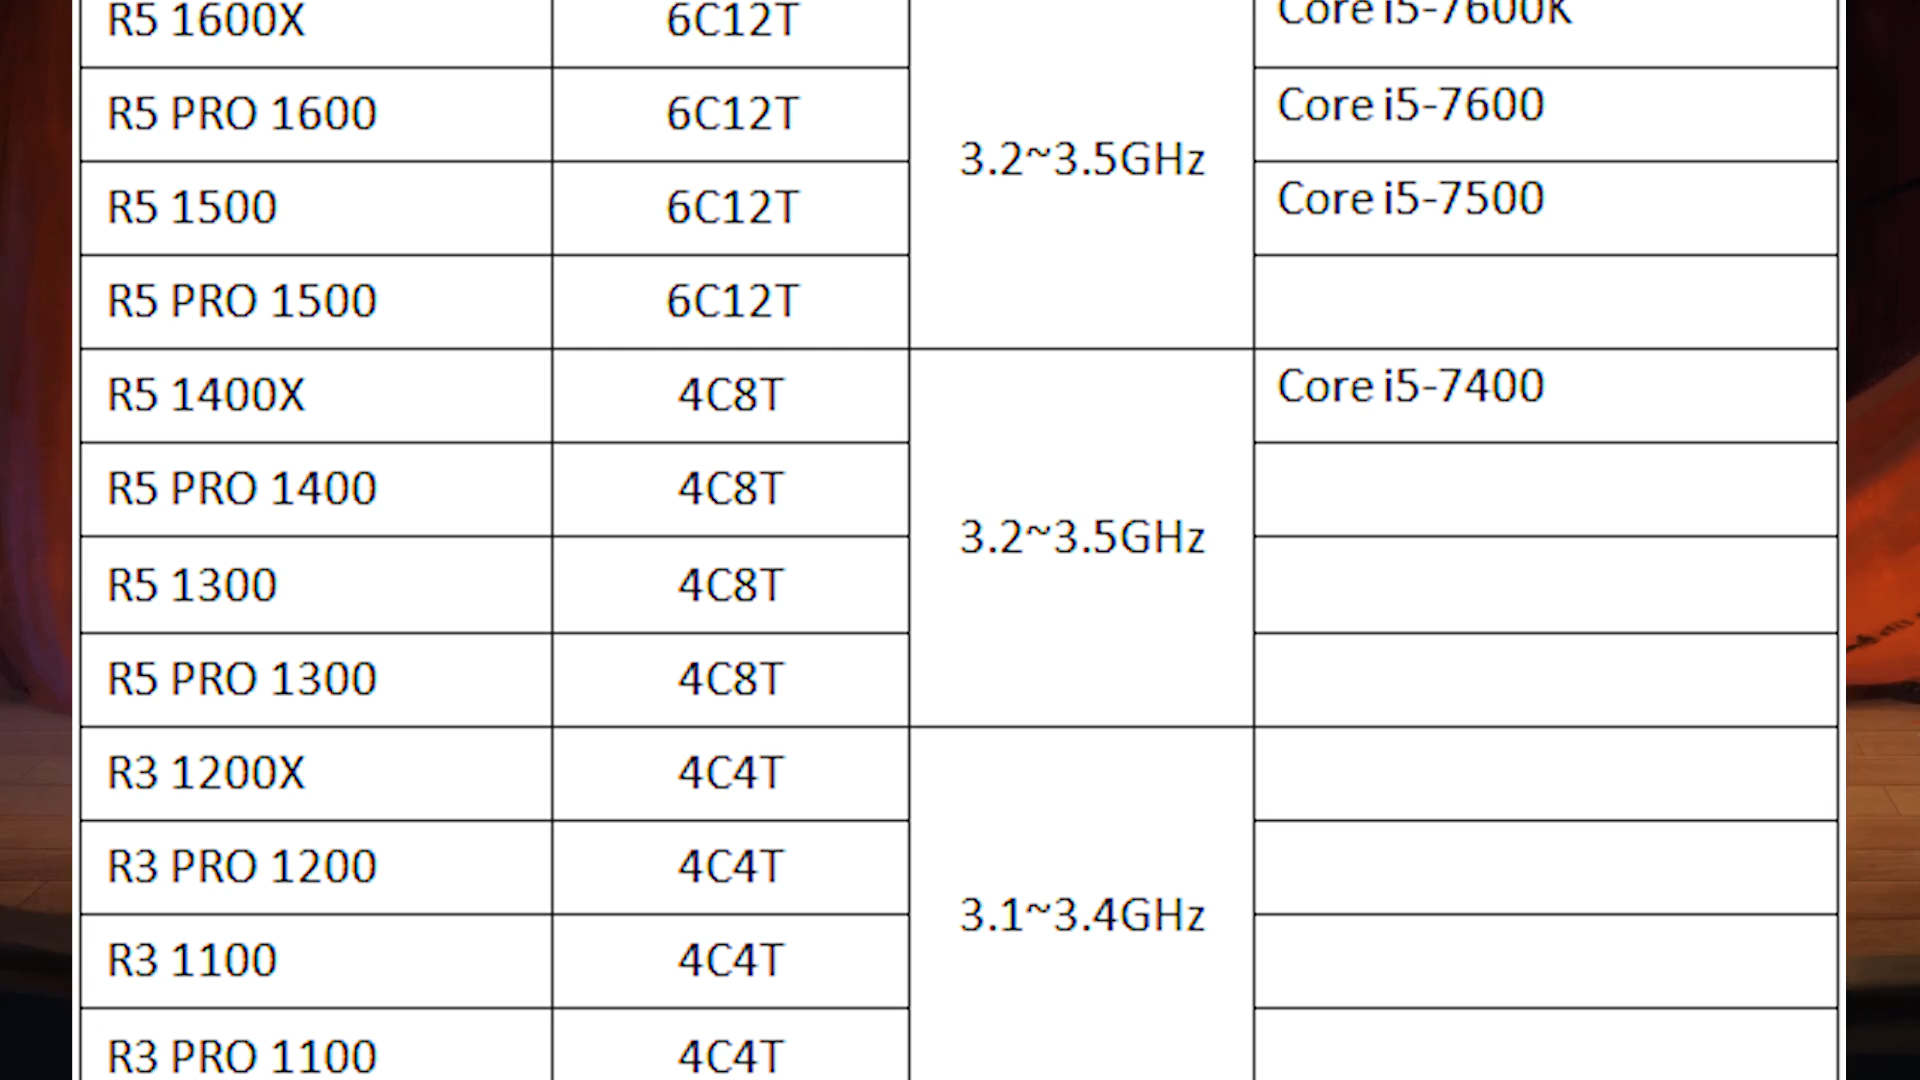 R5 1600X 6C12T Core i5-7600K
R5 PRO 1600 6C12T Core i5-7600
3.2~3.5GHz
R5 1500 6C12T Core i5-7500
R5 PRO 1500 6C12T
R5 1400X 4C8T Core i5-7400
R5 PRO 1400 4C8T
3.2~3.5GHz
R5 1300 4C8T
R5 PRO 1300 4C8T
R3 1200X 4C4T
R3 PRO 1200 4C4T
3.1~3.4GHz
R3 1100 4C4T
R3 PRO 1100 4C4T